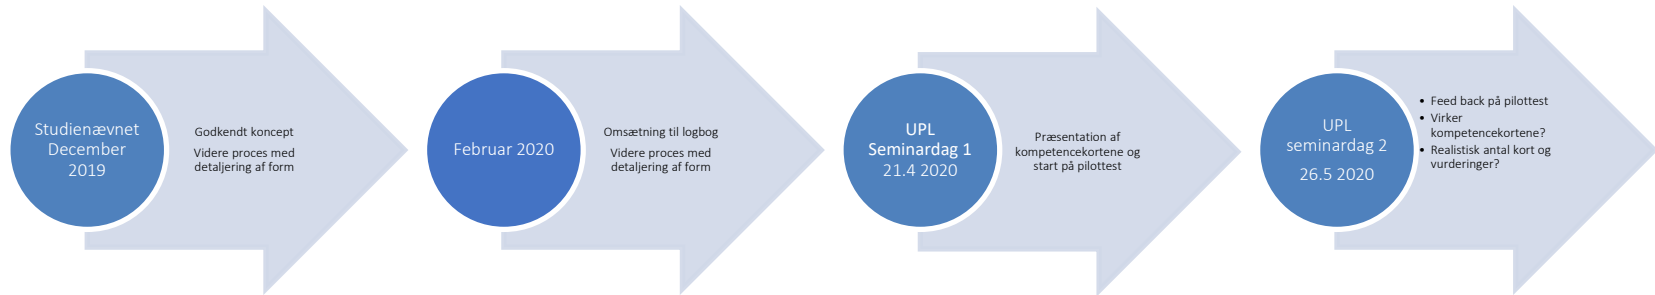 Studienævnet
December
2019
Godkendt koncept
Videre proces med
detaljering af form
Februar 2020
Omsætning til logbog
Videre proces med
detaljering af form
UPL
Seminardag 1
21.4 2020
Præsentation af
kompetencekortene og
start på pilottest
UPL
seminardag 2
26.5 2020
• Feed back på pilottest
• Virker
kompetencekortene?
• Realistisk antal kort og
vurderinger?